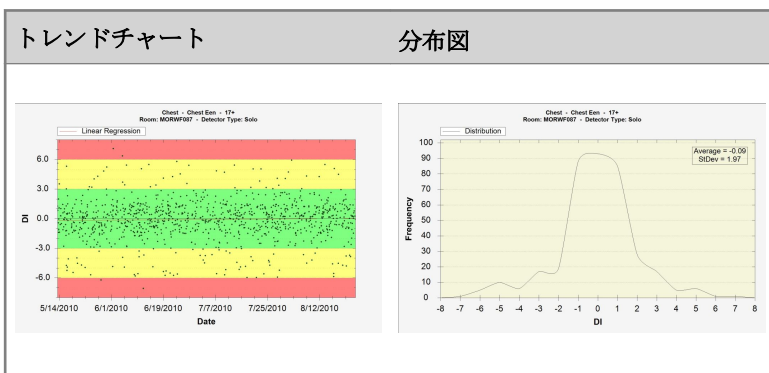 トレンドチャート
分布図
Chest - Chest Een - 17+
Room: MORWF087 - Detector Type: Solo
Linear Regression
6.0
3.0
0.0
-3.0
-6.0
DI
5/14/2010 6/1/2010 6/19/2010 7/7/2010 7/25/2010 8/12/2010
Date
Chest - Chest Een - 17+
Room: MORWF087 - Detector Type: Solo
Distribution
Average = -0.09
StDev = 1.97
100
90
80
70
60
50
40
30
20
10
0
Frequency
-8 -7 -6 -5 -4 -3 -2 -1 0 1 2 3 4 5 6 7 8
DI